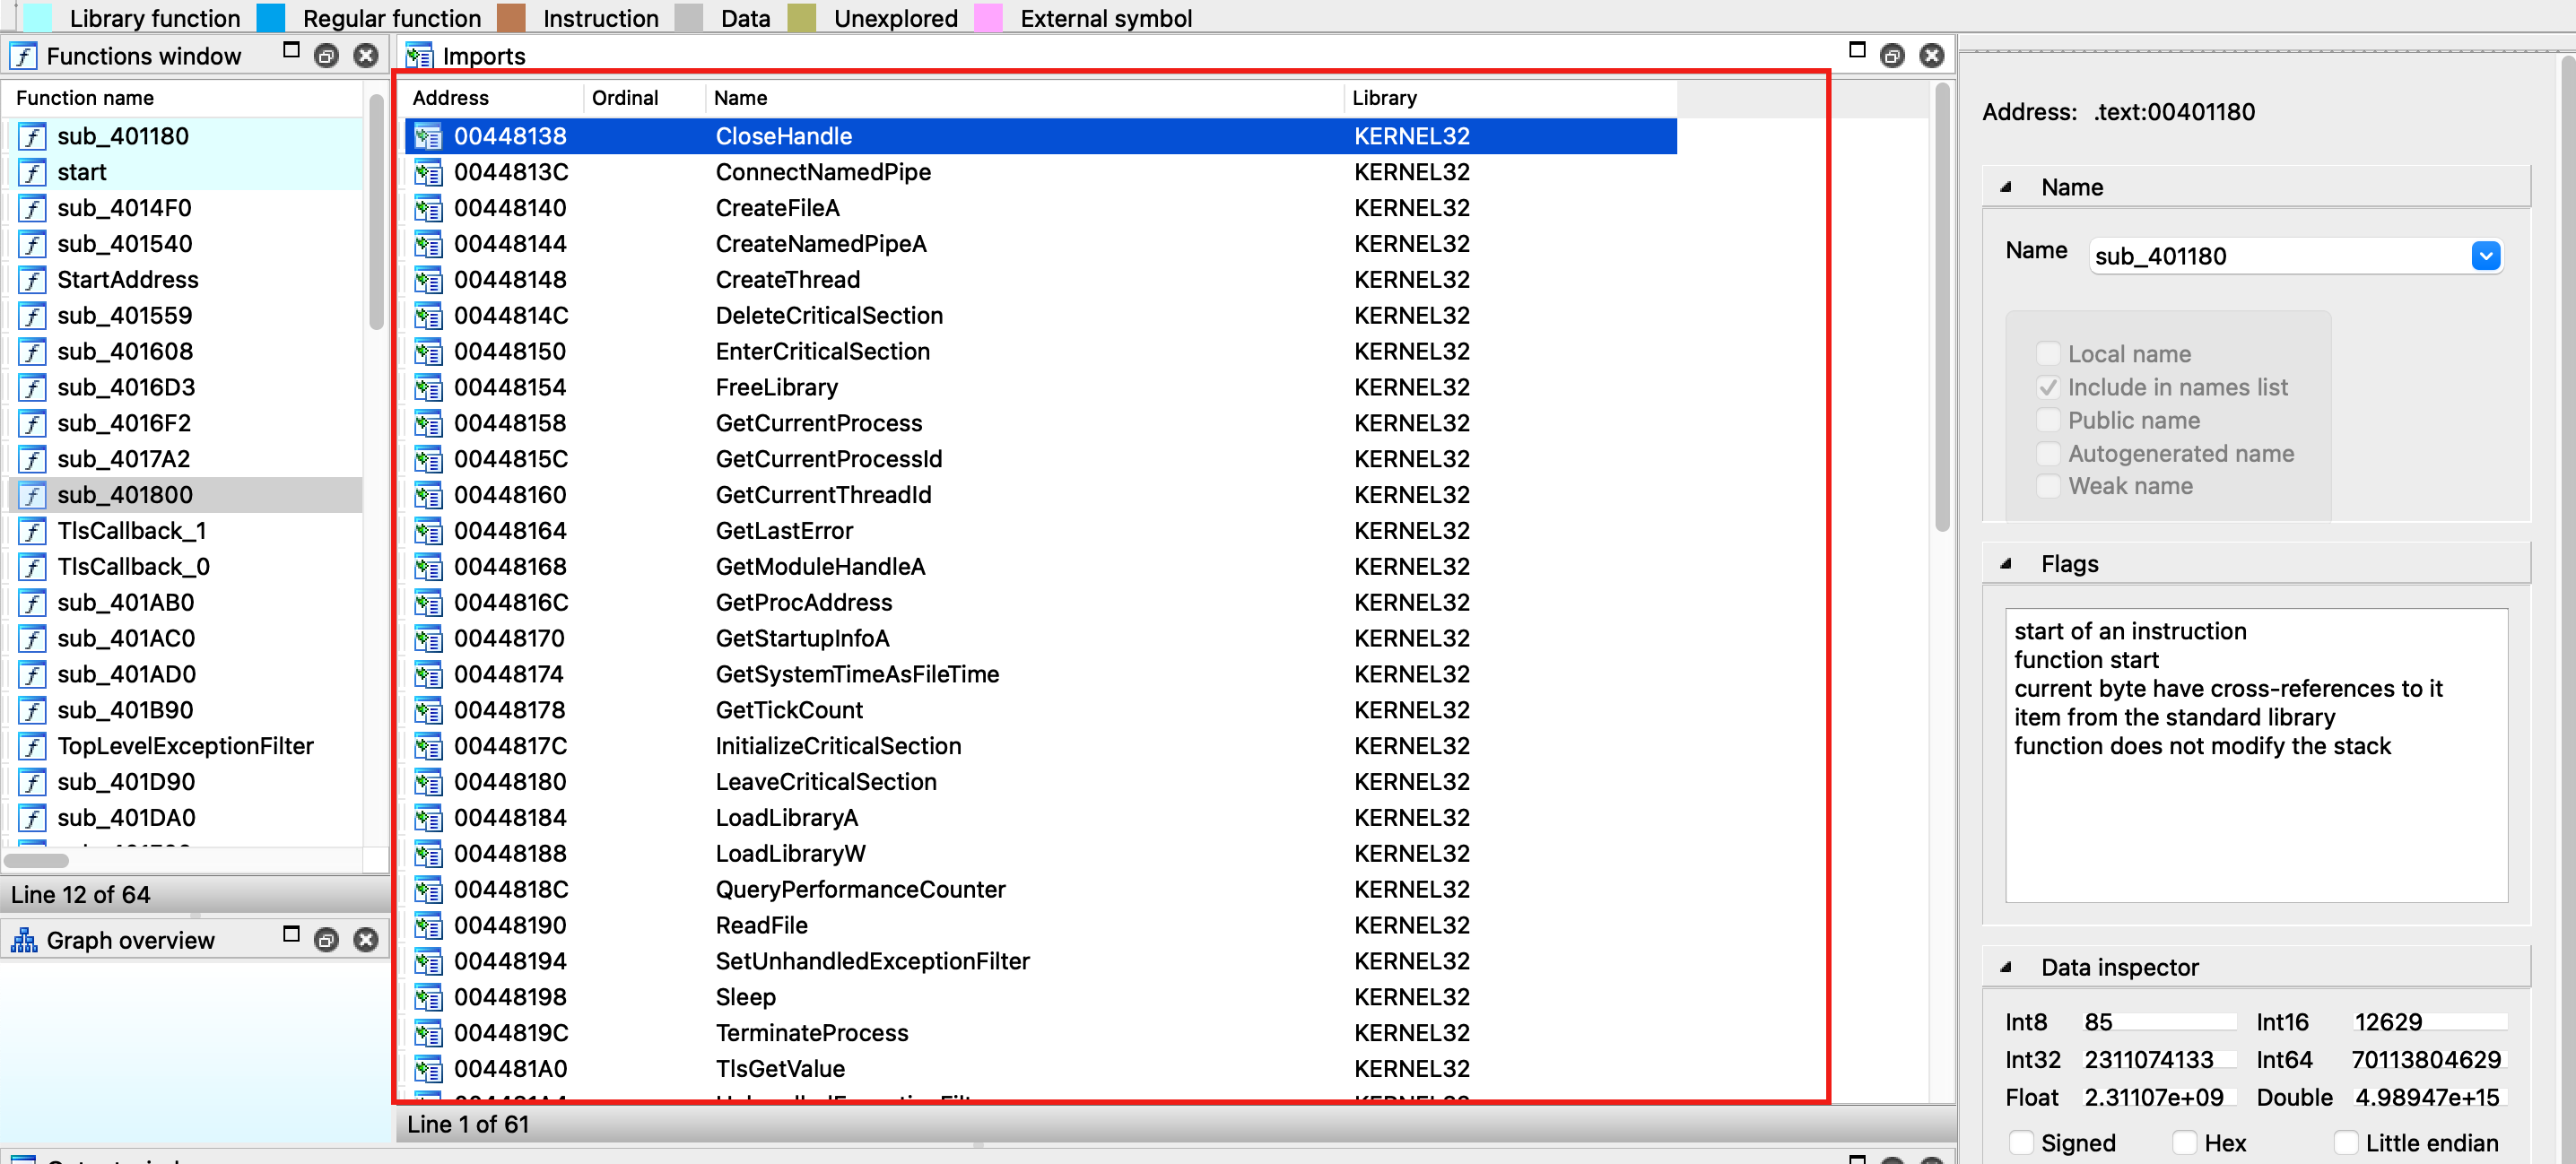 Library function Regular function Instruction Data Unexplored External symbol
Functions window
Function name
sub_401180
start
sub_4014F0
sub_401540
StartAddress
sub_401559
sub_401608
sub_4016D3
sub_4016F2
sub_4017A2
sub_401800
TlsCallback_1
TlsCallback_0
sub_401AB0
sub_401AC0
sub_401AD0
sub_401B90
TopLevelExceptionFilter
sub_401D90
sub_401DA0
Line 12 of 64
Graph overview
Imports
Address Ordinal Name Library
00448138 CloseHandle KERNEL32
0044813C ConnectNamedPipe KERNEL32
00448140 CreateFileA KERNEL32
00448144 CreateNamedPipeA KERNEL32
00448148 CreateThread KERNEL32
0044814C DeleteCriticalSection KERNEL32
00448150 EnterCriticalSection KERNEL32
00448154 FreeLibrary KERNEL32
00448158 GetCurrentProcess KERNEL32
0044815C GetCurrentProcessId KERNEL32
00448160 GetCurrentThreadId KERNEL32
00448164 GetLastError KERNEL32
00448168 GetModuleHandleA KERNEL32
0044816C GetProcAddress KERNEL32
00448170 GetStartupInfoA KERNEL32
00448174 GetSystemTimeAsFileTime KERNEL32
00448178 GetTickCount KERNEL32
0044817C InitializeCriticalSection KERNEL32
00448180 LeaveCriticalSection KERNEL32
00448184 LoadLibraryA KERNEL32
00448188 LoadLibraryW KERNEL32
0044818C QueryPerformanceCounter KERNEL32
00448190 ReadFile KERNEL32
00448194 SetUnhandledExceptionFilter KERNEL32
00448198 Sleep KERNEL32
0044819C TerminateProcess KERNEL32
004481A0 TlsGetValue KERNEL32
Line 1 of 61
Address: .text:00401180
Name
Name sub_401180
Local name
Include in names list
Public name
Autogenerated name
Weak name
Flags
start of an instruction
function start
current byte have cross-references to it
item from the standard library
function does not modify the stack
Data inspector
Int8 85 Int16 12629
Int32 2311074133 Int64 70113804629
Float 2.31107e+09 Double 4.98947e+15
Signed Hex Little endian